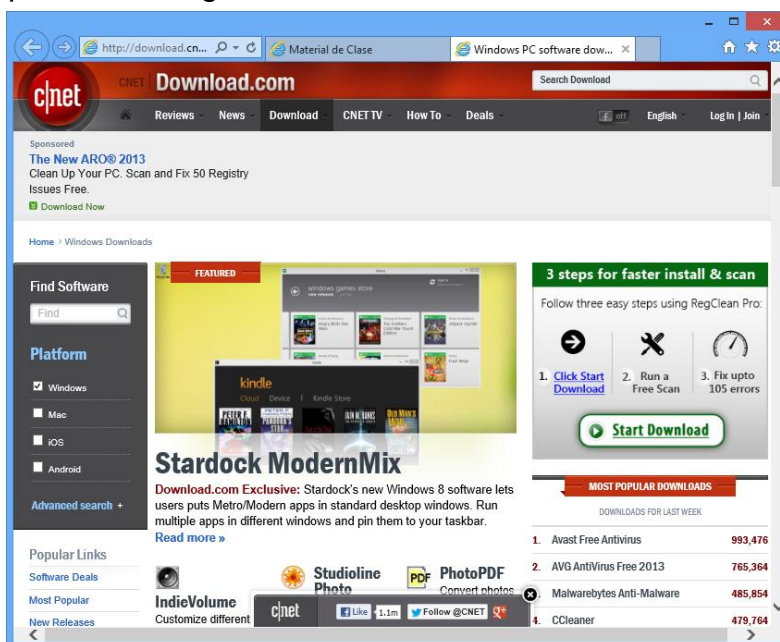 http://download.cn...
Material de Clase
Windows PC software dow...
c|net
CNET
Download.com
Search Download
Reviews
News
Download
CNET TV
How To
Deals
off
English
Log In | Join
Sponsored
The New ARO® 2013
Clean Up Your PC. Scan and Fix 50 Registry
Issues Free.
Download Now
Home › Windows Downloads
Find Software
Find
Platform
Windows
Mac
iOS
Android
Advanced search +
Popular Links
Software Deals
Most Popular
New Releases
FEATURED
windows games store
kindle
Cloud Device | Kindle Store
Stardock ModernMix
Download.com Exclusive: Stardock's new Windows 8 software lets
users puts Metro/Modern apps in standard desktop windows. Run
multiple apps in different windows and pin them to your taskbar.
Read more »
IndieVolume
Customize different
Studioline
Photo
PDF
PhotoPDF
Convert photos
3 steps for faster install & scan
Follow three easy steps using RegClean Pro:
1. Click Start
Download
2. Run a
Free Scan
3. Fix upto
105 errors
Start Download
MOST POPULAR DOWNLOADS
DOWNLOADS FOR LAST WEEK
1. Avast Free Antivirus 993,476
2. AVG AntiVirus Free 2013 765,364
Malwarebytes Anti-Malware 485,854
4. CCleaner 479,764
c|net
Like 1.1m
Follow @CNET